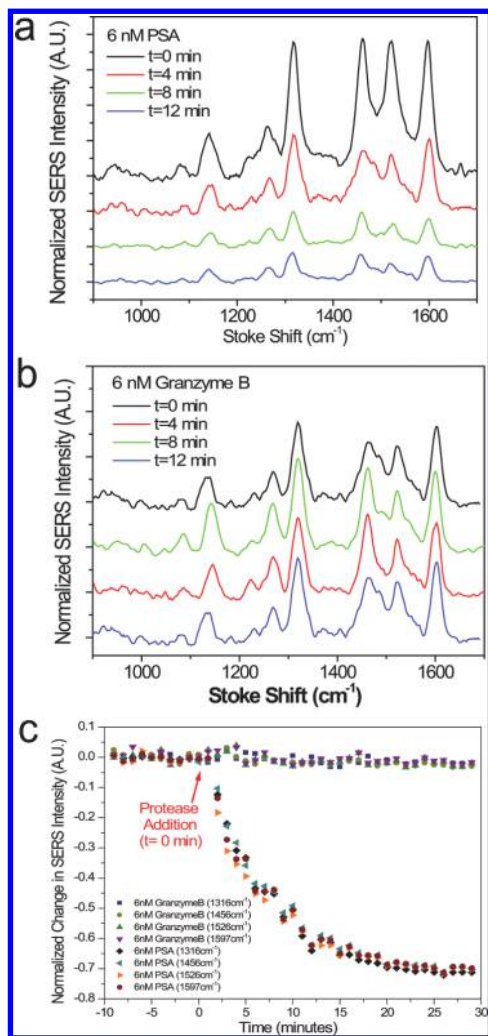 a
6 nM PSA
t=0 min
t=4 min
t=8 min
t=12 min
Normalized SERS Intensity (A.U.)
1000 1200 1400 1600
Stoke Shift (cm-1)
b
6 nM Granzyme B
t=0 min
t=4 min
t=8 min
t=12 min
Normalized SERS Intensity (A.U.)
1000 1200 1400 1600
Stoke Shift (cm-1)
c
0.1
0.0
-0.1
-0.2
-0.3
-0.4
-0.5
-0.6
-0.7
-0.8
Normalized Change in SERS Intensity (A.U.)
Protease
Addition
(t= 0 min)
6nM GranzymeB (1316cm-1)
6nM GranzymeB (1456cm-1)
6nM GranzymeB (1526cm-1)
6nM GranzymeB (1597cm-1)
6nM PSA (1316cm-1)
6nM PSA (1456cm-1)
6nM PSA (1526cm-1)
6nM PSA (1597cm-1)
-10 -5 0 5 10 15 20 25 30
Time (minutes)